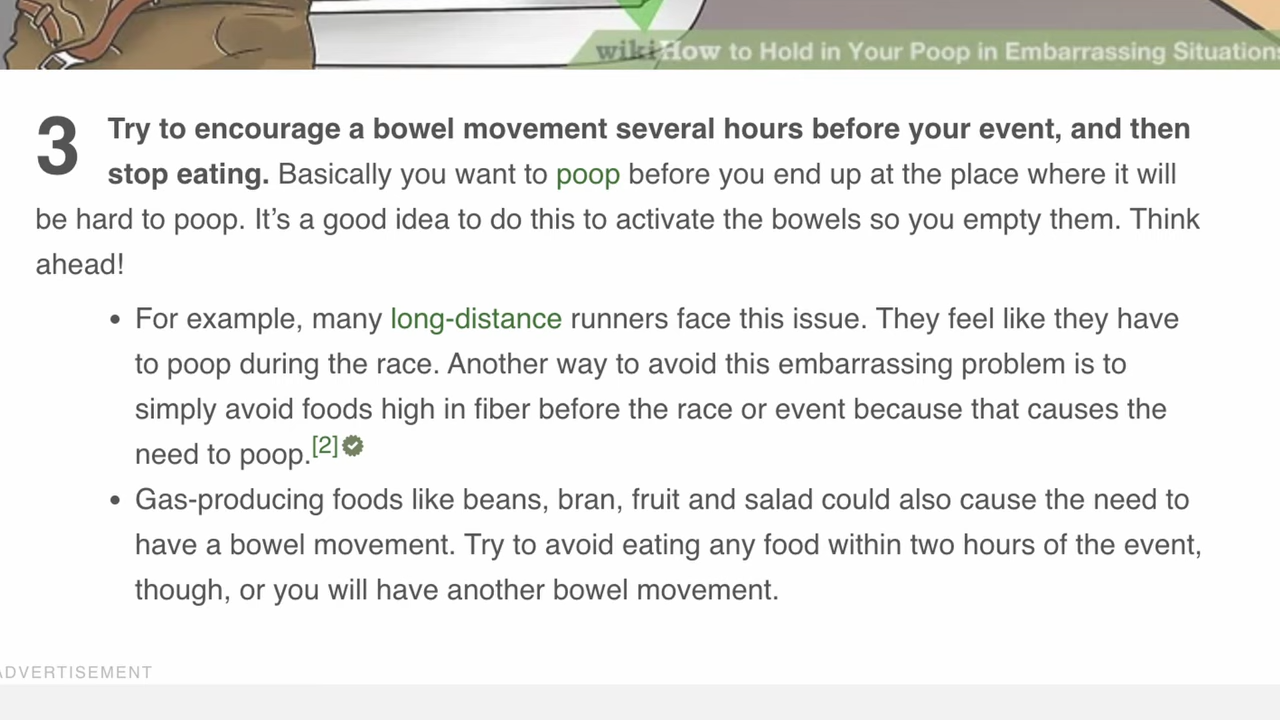 wikiHow to Hold in Your Poop in Embarrassing Situations
3
Try to encourage a bowel movement several hours before your event, and then
stop eating. Basically you want to poop before you end up at the place where it will
be hard to poop. It’s a good idea to do this to activate the bowels so you empty them. Think
ahead!
• For example, many long-distance runners face this issue. They feel like they have
to poop during the race. Another way to avoid this embarrassing problem is to
simply avoid foods high in fiber before the race or event because that causes the
need to poop.[2]
• Gas-producing foods like beans, bran, fruit and salad could also cause the need to
have a bowel movement. Try to avoid eating any food within two hours of the event,
though, or you will have another bowel movement.
ADVERTISEMENT